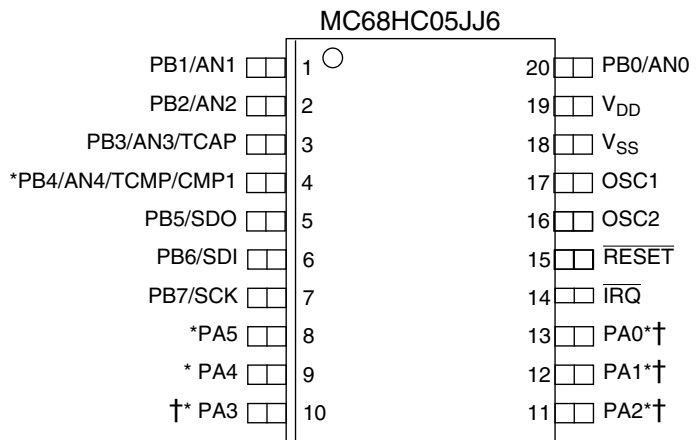 MC68HC05JJ6
PB1/AN1 1 20 PB0/AN0
PB2/AN2 2 19 VDD
PB3/AN3/TCAP 3 18 VSS
*PB4/AN4/TCMP/CMP1 4 17 OSC1
PB5/SDO 5 16 OSC2
PB6/SDI 6 15 RESET
PB7/SCK 7 14 IRQ
*PA5 8 13 PA0*†
* PA4 9 12 PA1*†
†* PA3 10 11 PA2*†